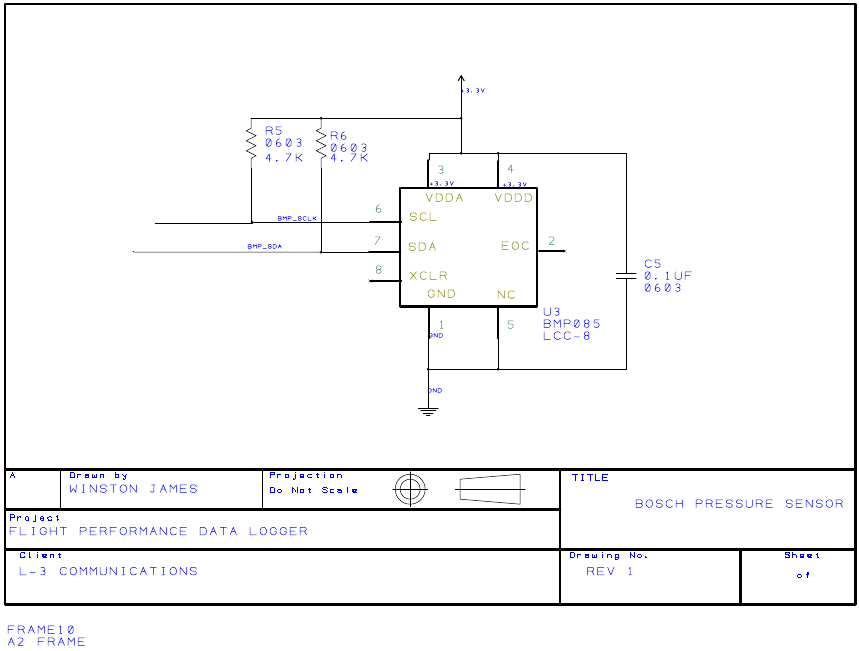 +3.3V
R5
0603
4.7K
R6
0603
4.7K
3
4
+3.3V
+3.3V
VDDA
VDDD
6
BMP_SCLK
SCL
7
BMP_SDA
SDA
EOC
2
8
XCLR
GND
NC
C5
0.1UF
0603
U3
BMP085
LCC-8
1
5
GND
GND
A
Drawn by
WINSTON JAMES
Projection
Do Not Scale
TITLE
BOSCH PRESSURE SENSOR
Project
FLIGHT PERFORMANCE DATA LOGGER
Client
L-3 COMMUNICATIONS
Drawing No.
REV 1
Sheet
of
FRAME10
A2 FRAME